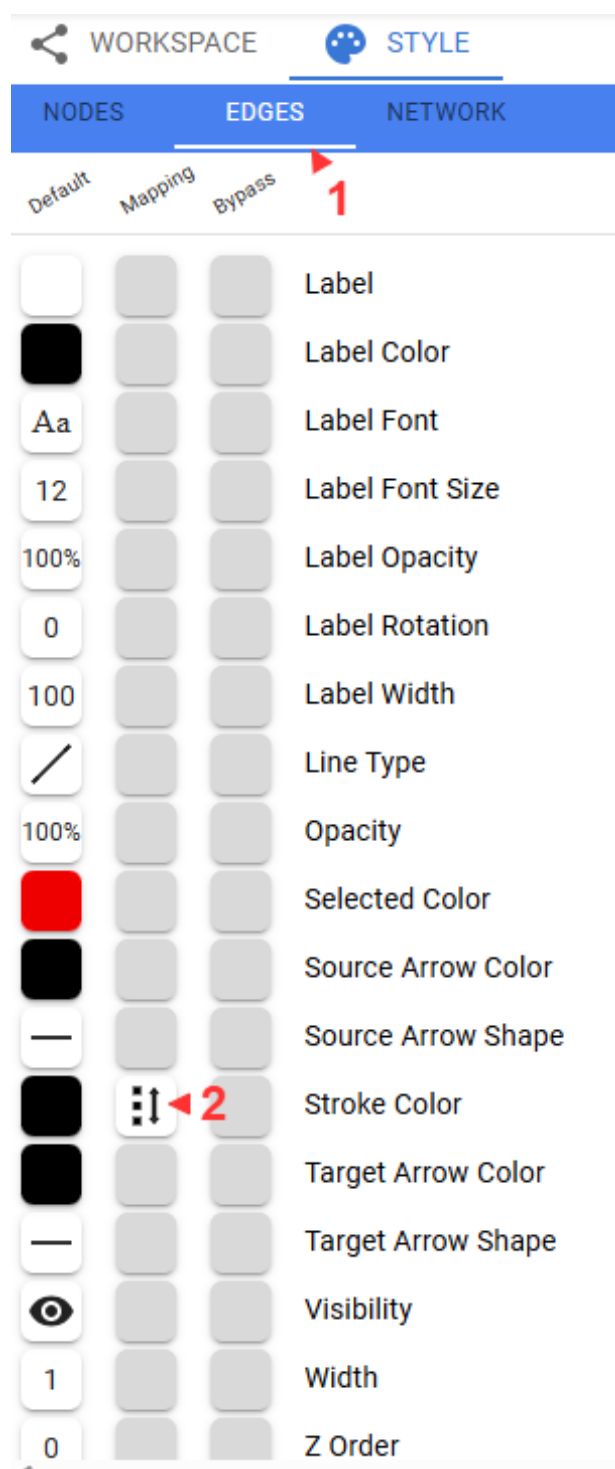 WORKSPACE STYLE
NODES EDGES NETWORK
Default Mapping Bypass 1
Label
Label Color
Aa Label Font
12 Label Font Size
100% Label Opacity
0 Label Rotation
100 Label Width
Line Type
100% Opacity
Selected Color
Source Arrow Color
Source Arrow Shape
2 Stroke Color
Target Arrow Color
Target Arrow Shape
Visibility
1 Width
0 Z Order